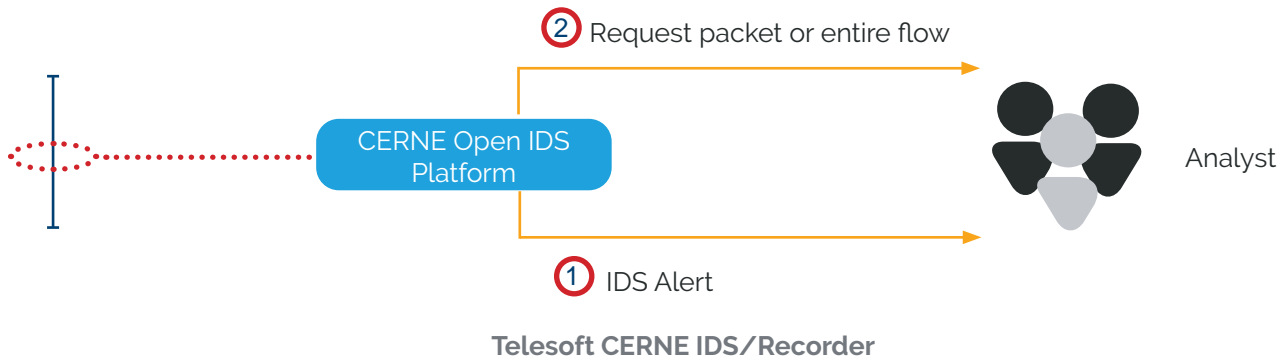 2 Request packet or entire flow
CERNE Open IDS
Platform
Analyst
1 IDS Alert
Telesoft CERNE IDS/Recorder